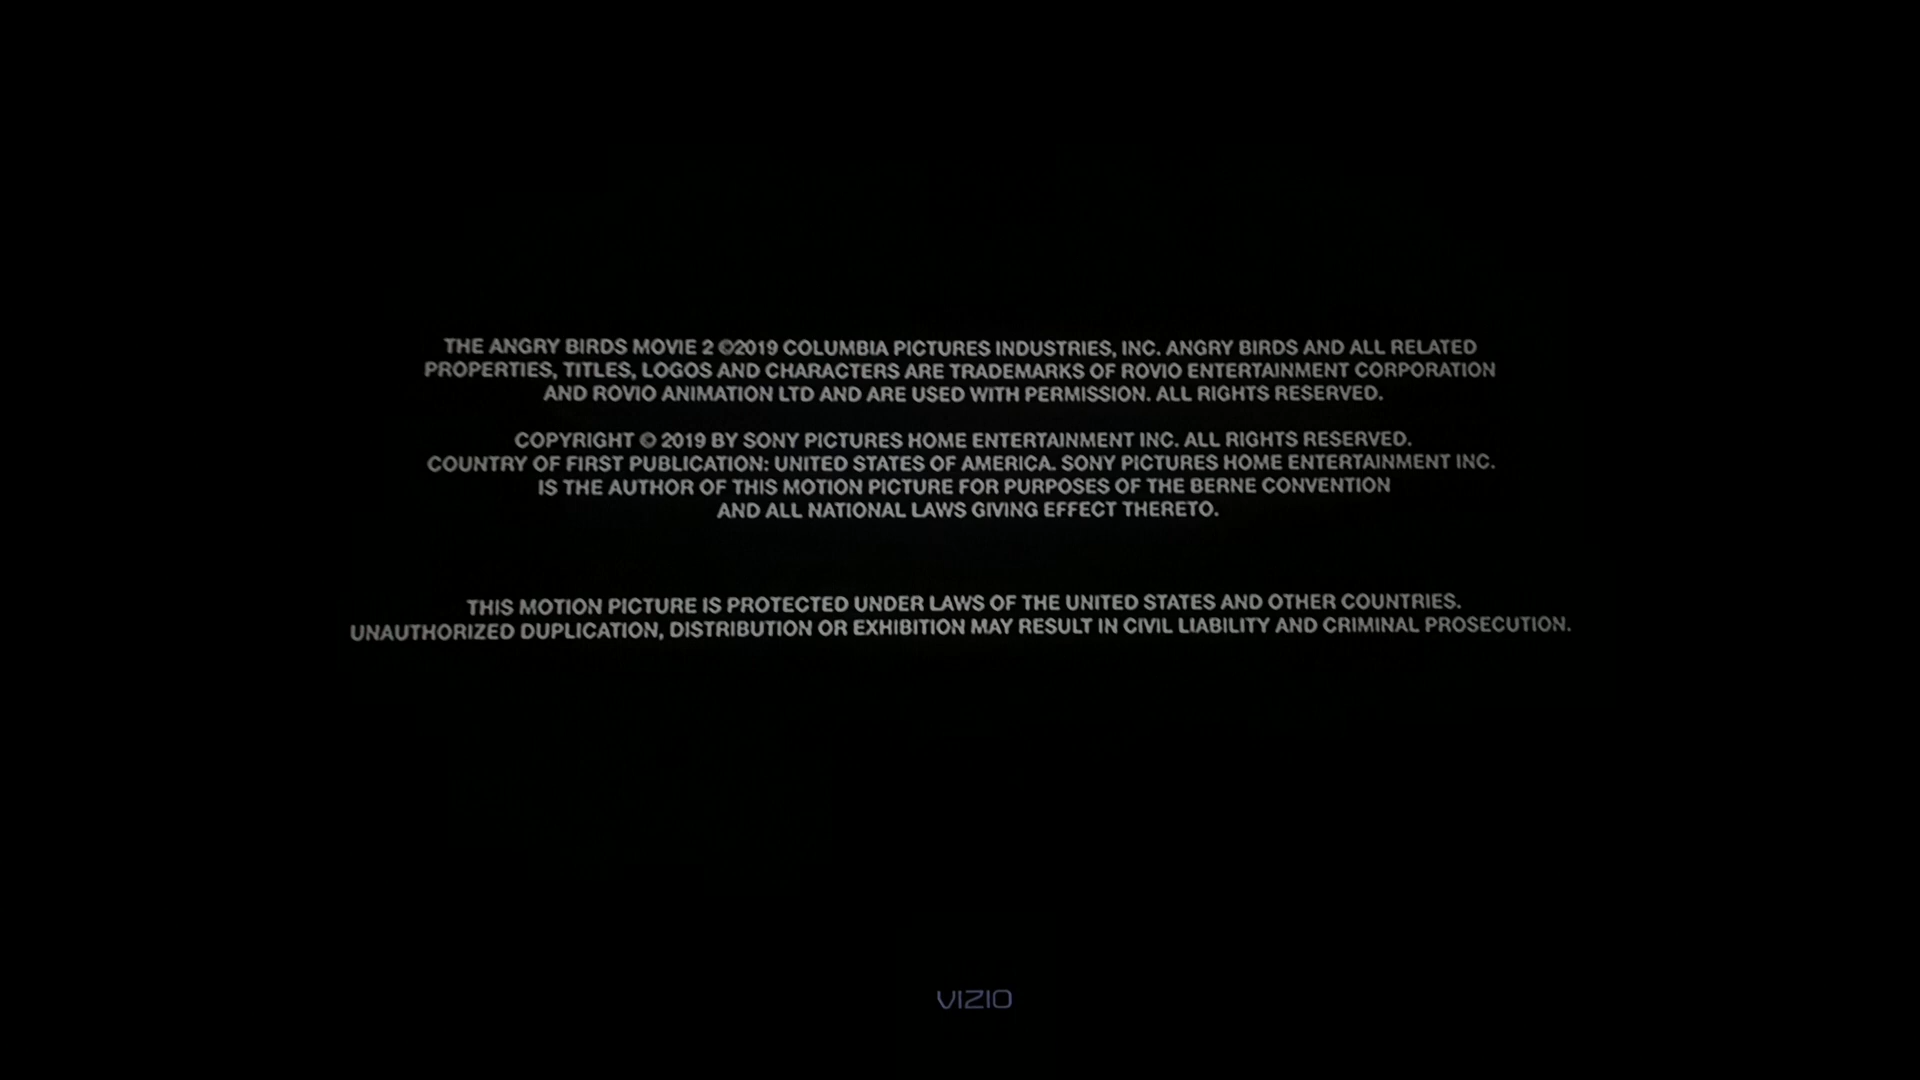 THE ANGRY BIRDS MOVIE 2 ©2019 COLUMBIA PICTURES INDUSTRIES, INC. ANGRY BIRDS AND ALL RELATED
PROPERTIES, TITLES, LOGOS AND CHARACTERS ARE TRADEMARKS OF ROVIO ENTERTAINMENT CORPORATION
AND ROVIO ANIMATION LTD AND ARE USED WITH PERMISSION. ALL RIGHTS RESERVED.
COPYRIGHT © 2019 BY SONY PICTURES HOME ENTERTAINMENT INC. ALL RIGHTS RESERVED.
COUNTRY OF FIRST PUBLICATION: UNITED STATES OF AMERICA. SONY PICTURES HOME ENTERTAINMENT INC.
IS THE AUTHOR OF THIS MOTION PICTURE FOR PURPOSES OF THE BERNE CONVENTION
AND ALL NATIONAL LAWS GIVING EFFECT THERETO.
THIS MOTION PICTURE IS PROTECTED UNDER LAWS OF THE UNITED STATES AND OTHER COUNTRIES.
UNAUTHORIZED DUPLICATION, DISTRIBUTION OR EXHIBITION MAY RESULT IN CIVIL LIABILITY AND CRIMINAL PROSECUTION.
VIZIO